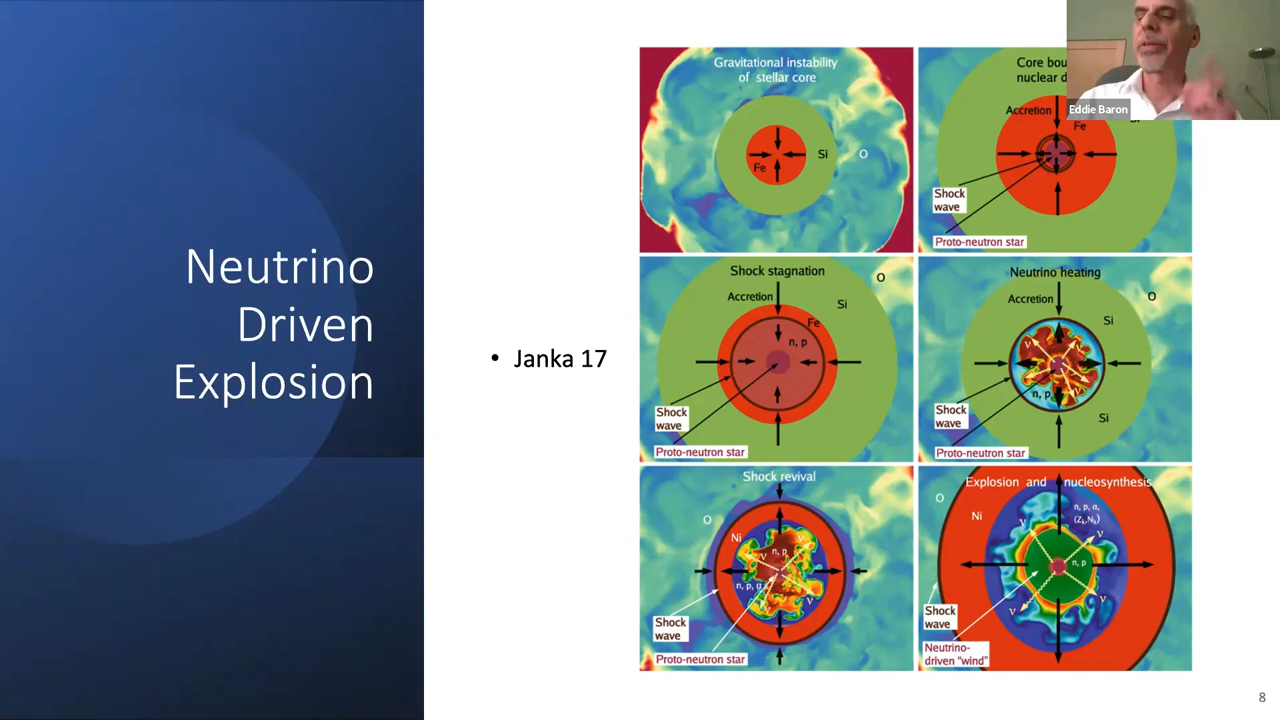 Neutrino
Driven
Explosion
• Janka 17
Gravitational instability
of stellar core
Fe
Si
O
Core
nuclear
Accretion
Fe
Shock
wave
Proto-neutron star
Eddie Baron
Shock stagnation
O
Accretion
Si
Fe
n, p
Shock
wave
Proto-neutron star
Neutrino heating
Accretion
O
Si
ν
n, p
ν
Si
Shock
wave
Proto-neutron star
Shock revival
O
Ni
n, p
ν
ν
n, p, α
ν
Shock
wave
Proto-neutron star
Explosion and nucleosynthesis
O
Ni
n, p, α,
(Zk,Nk)
ν
ν
n, p
ν
ν
Shock
wave
Neutrino-
driven "wind"
8